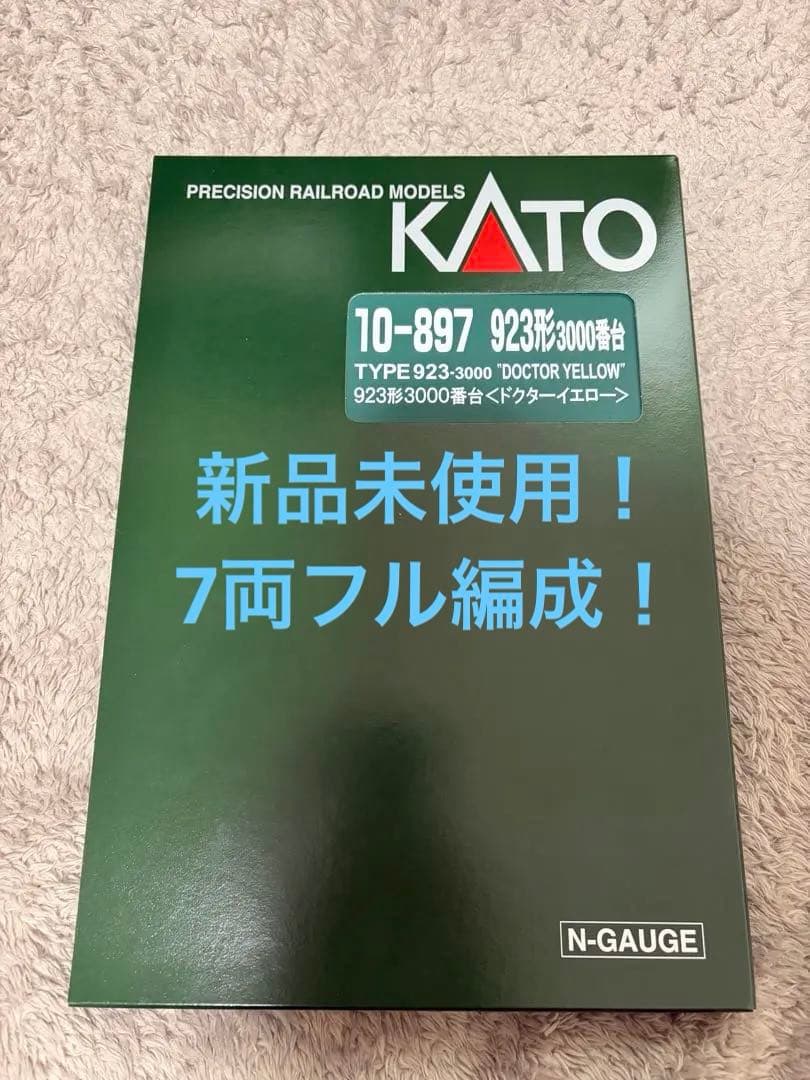 PRECISION RAILROAD MODELS
KATO
10-897 923形3000番台
TYPE 923-3000 "DOCTOR YELLOW"
923形3000番台<ドクターイエロー>
新品未使用！
7両フル編成！
N-GAUGE